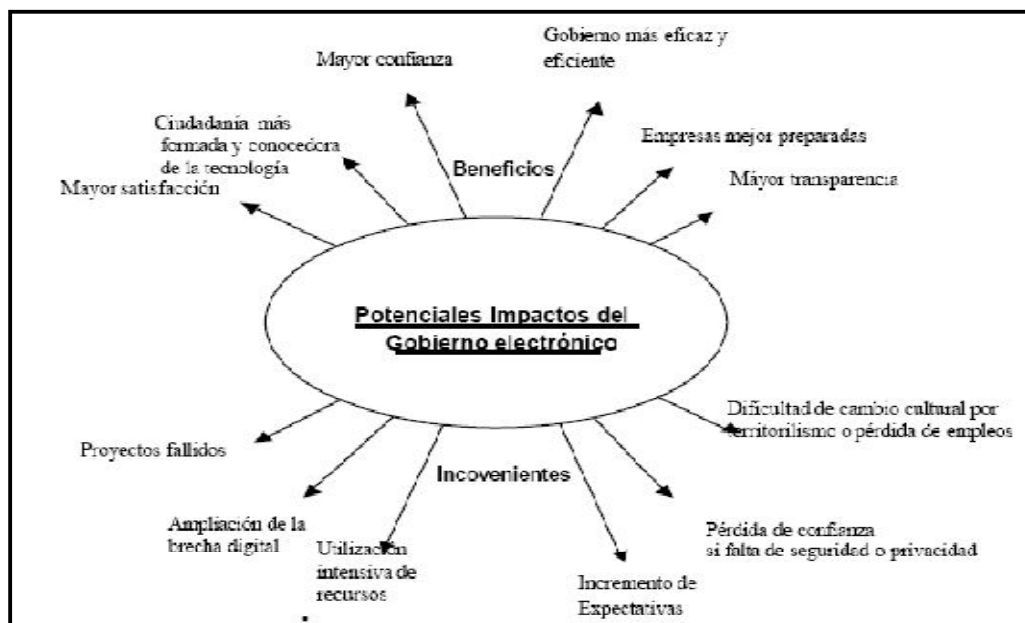 Gobierno más eficaz y
eficiente
Mayor confianza
Ciudadanía más
formada y conocedora
de la tecnología
Mayor satisfacción
Beneficios
Empresas mejor preparadas
Máyor transparencia
Potenciales Impactos del
Gobierno electrónico
Dificultad de cambio cultural por
territorilismo o pérdida de empleos
Proyectos fallidos
Incovenientes
Ampliación de la
brecha digital
Utilización
intensiva de
recursos
Pérdida de confianza
si falta de seguridad o privacidad
Incremento de
Expectativas